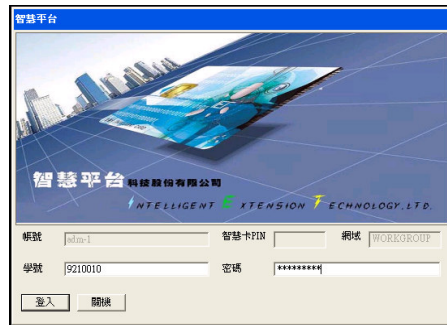 智慧平台
智慧平台科技股份有限公司
INTELLIGENT EXTENSION TECHNOLOGY.LTD.
帳號 adm-1 智慧卡PIN 網域 WORKGROUP
學號 9210010 密碼 *********
登入 關機